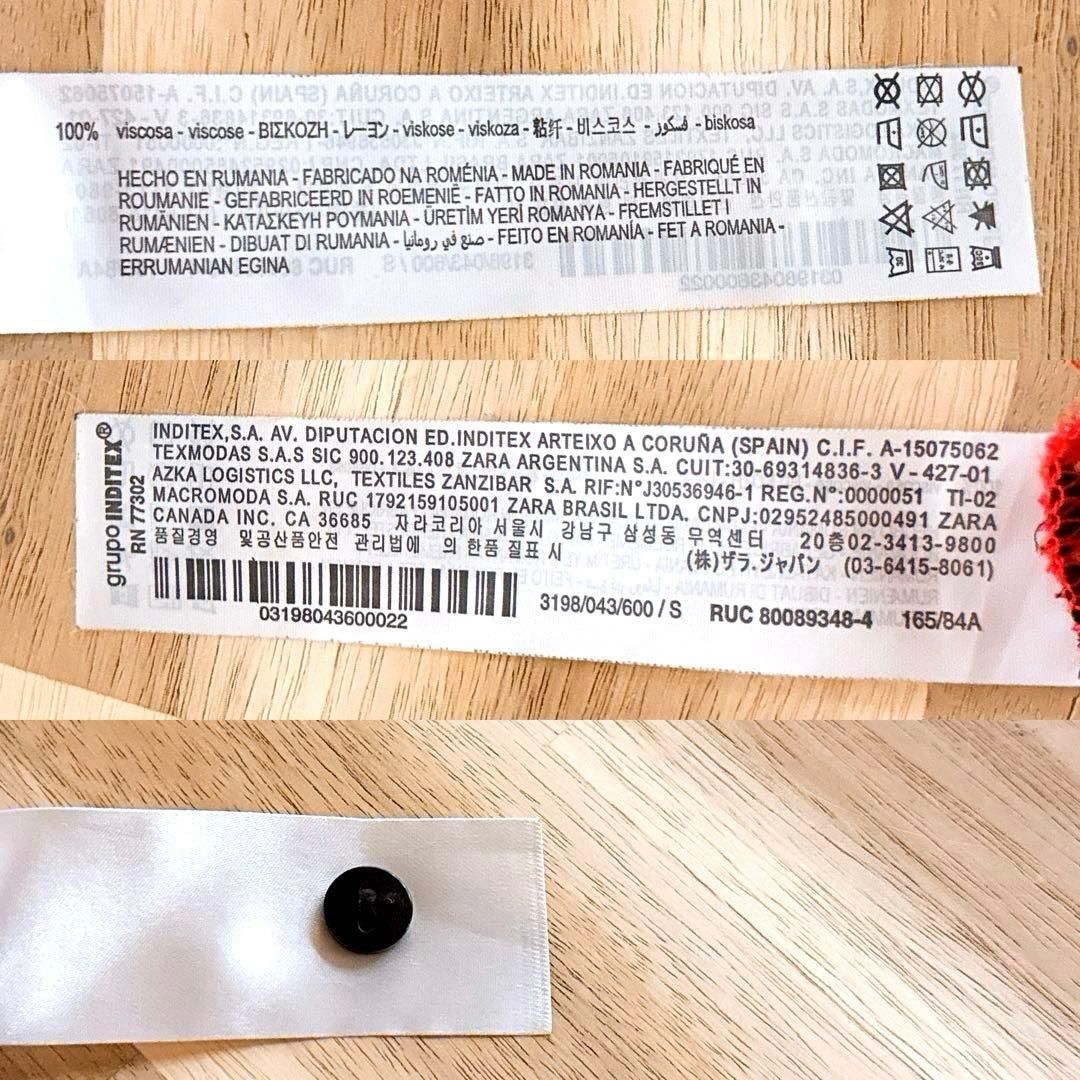 100% viscosa - viscose - ΒΙΣΚΟΖΗ - レーヨン - viskose - viskoza - 粘纤 - 비스코스 - فسكوز - biskosa
HECHO EN RUMANIA - FABRICADO NA ROMÉNIA - MADE IN ROMANIA - FABRIQUÉ EN
ROUMANIE - GEFABRICEERD IN ROEMENIË - FATTO IN ROMANIA - HERGESTELLT IN
RUMÄNIEN - ΚΑΤΑΣΚΕΥΗ ΡΟΥΜΑΝΙΑ - ÜRETİM YERİ ROMANYA - FREMSTILLET I
RUMÆNIEN - DIBUAT DI RUMANIA - صنع في رومانيا - FEITO EN ROMANÍA - FET A ROMANIA -
ERRUMANIAN EGINA
grupo INDITEX®
RN 77302
INDITEX,S.A. AV. DIPUTACION ED.INDITEX ARTEIXO A CORUÑA (SPAIN) C.I.F. A-15075062
TEXMODAS S.A.S SIC 900.123.408 ZARA ARGENTINA S.A. CUIT:30-69314836-3 V - 427-01
AZKA LOGISTICS LLC, TEXTILES ZANZIBAR S.A. RIF:N°J30536946-1 REG.N°:0000051 TI-02
MACROMODA S.A. RUC 1792159105001 ZARA BRASIL LTDA. CNPJ:02952485000491 ZARA
CANADA INC. CA 36685 자라코리아 서울시 강남구 삼성동 무역센터 20층02-3413-9800
품질경영 및공산품안전 관리법에 의 한품 질표 시 (株)ザラ.ジャパン (03-6415-8061)
03198043600022 3198/043/600 / S RUC 80089348-4 165/84A